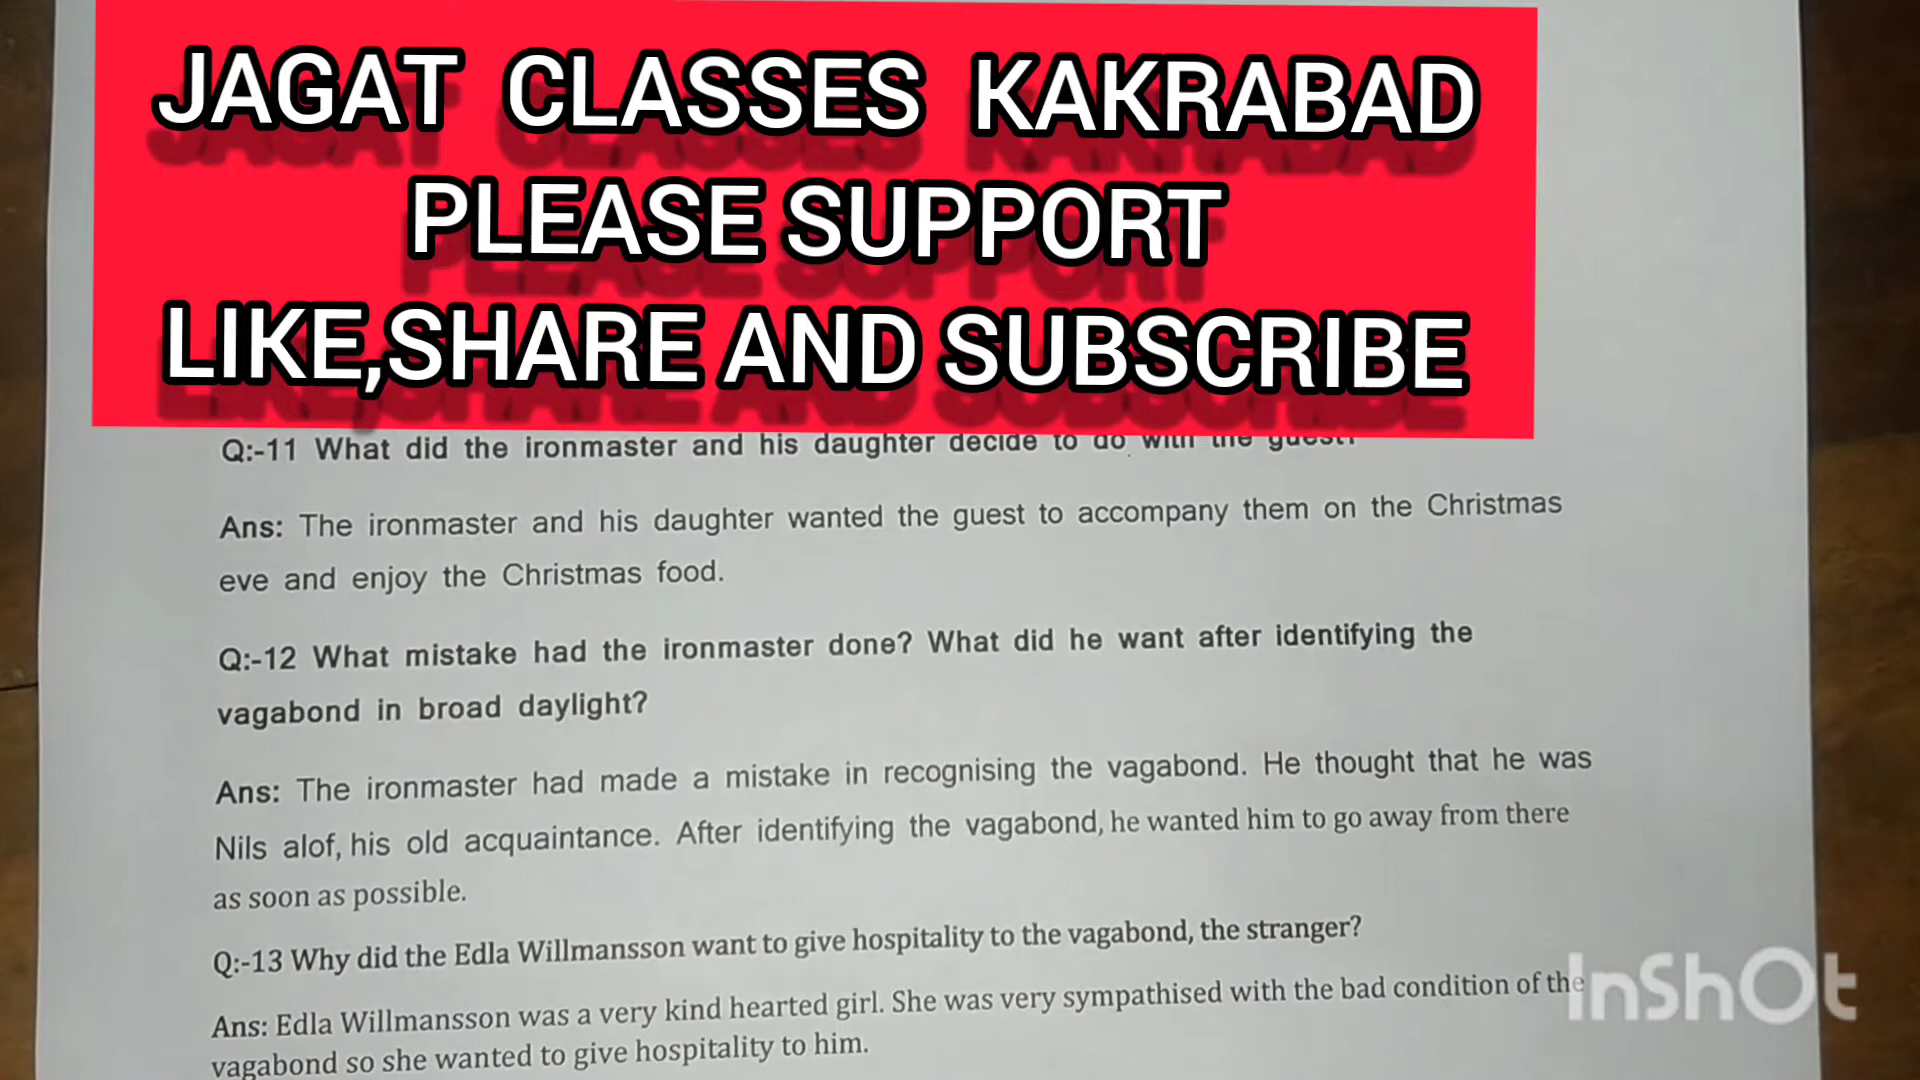 JAGAT CLASSES KAKRABAD
PLEASE SUPPORT
LIKE,SHARE AND SUBSCRIBE
Q:-11 What did the ironmaster and his daughter decide to do with the guest?
Ans: The ironmaster and his daughter wanted the guest to accompany them on the Christmas
eve and enjoy the Christmas food.
Q:-12 What mistake had the ironmaster done? What did he want after identifying the
vagabond in broad daylight?
Ans: The ironmaster had made a mistake in recognising the vagabond. He thought that he was
Nils alof, his old acquaintance. After identifying the vagabond, he wanted him to go away from there
as soon as possible.
Q:-13 Why did the Edla Willmansson want to give hospitality to the vagabond, the stranger?
Ans: Edla Willmansson was a very kind hearted girl. She was very sympathised with the bad condition of the
vagabond so she wanted to give hospitality to him.
InShOt